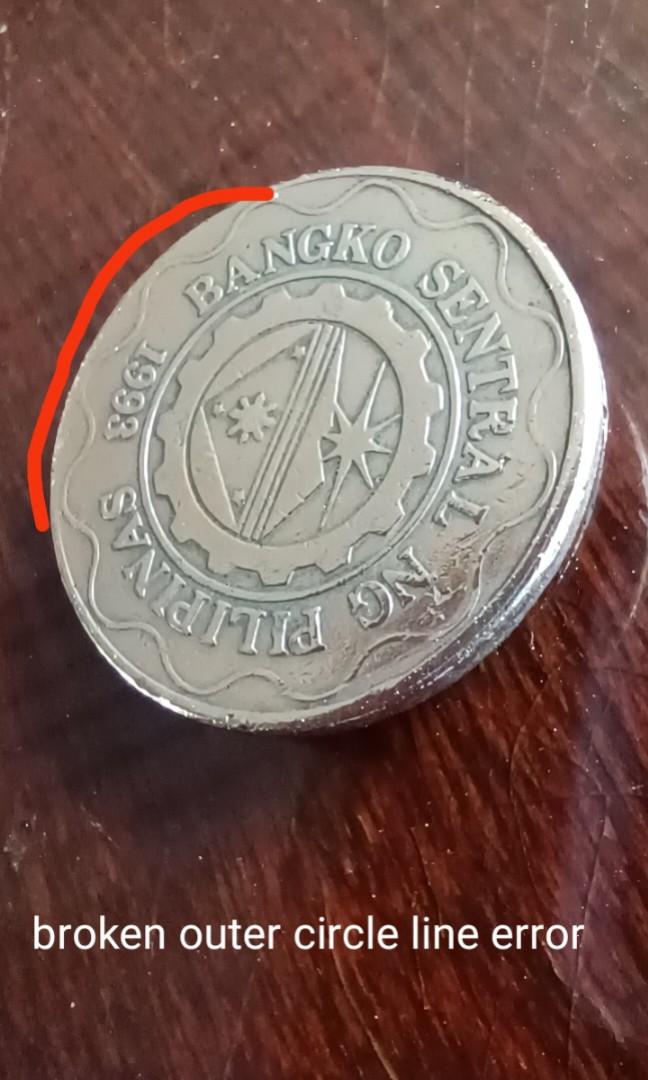 BANGKO SENTRAL NG PILIPINAS
1993
broken outer circle line error